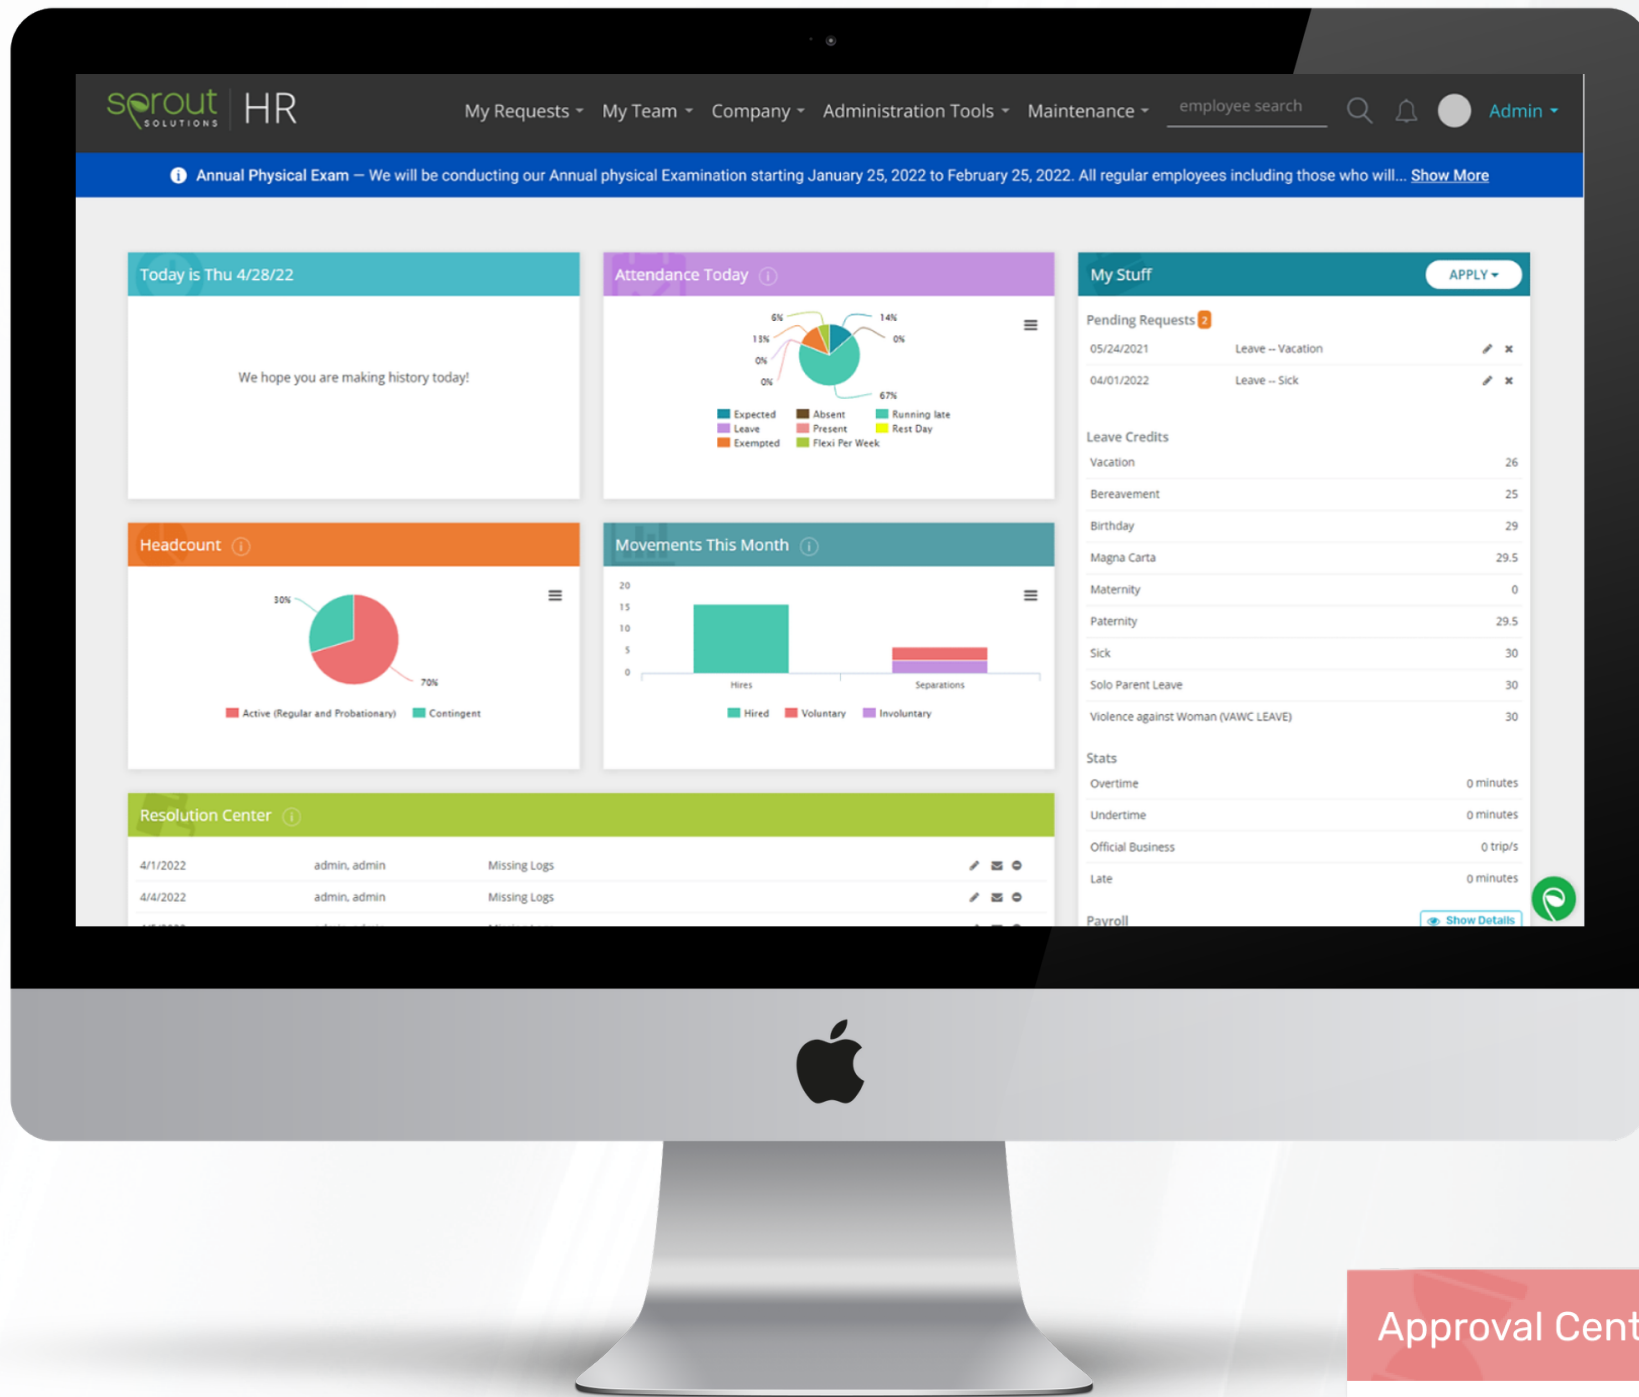 sprout
SOLUTIONS
HR
My Requests
My Team
Company
Administration Tools
Maintenance
employee search
Admin
Annual Physical Exam — We will be conducting our Annual physical Examination starting January 25, 2022 to February 25, 2022. All regular employees including those who will... Show More
Today is Thu 4/28/22
We hope you are making history today!
Attendance Today
6%
14%
13%
0%
0%
0%
67%
Expected
Absent
Running late
Leave
Present
Rest Day
Exempted
Flexi Per Week
Headcount
30%
70%
Active (Regular and Probationary)
Contingent
Movements This Month
20
15
10
5
0
Hires
Separations
Hired
Voluntary
Involuntary
Resolution Center
4/1/2022 admin, admin Missing Logs
4/4/2022 admin, admin Missing Logs
My Stuff
APPLY
Pending Requests 2
05/24/2021 Leave -- Vacation
04/01/2022 Leave -- Sick
Leave Credits
Vacation 26
Bereavement 25
Birthday 29
Magna Carta 29.5
Maternity 0
Paternity 29.5
Sick 30
Solo Parent Leave 30
Violence against Woman (VAWC LEAVE) 30
Stats
Overtime 0 minutes
Undertime 0 minutes
Official Business 0 trip/s
Late 0 minutes
Payroll
Show Details
Approval Cent